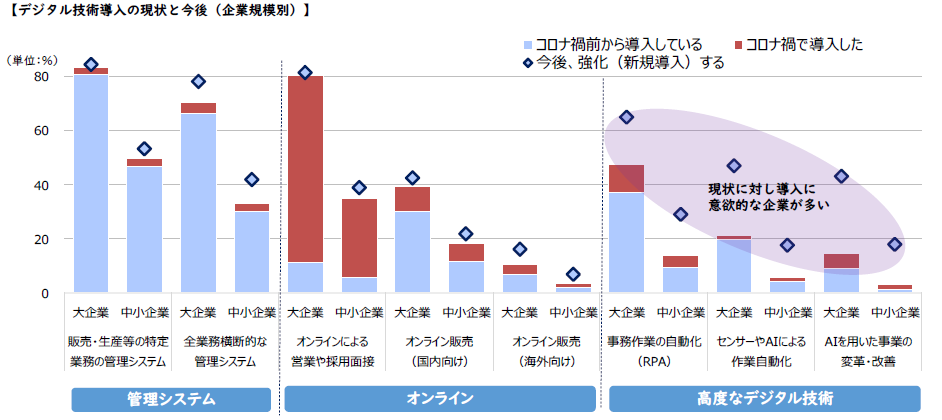 【デジタル技術導入の現状と今後（企業規模別）】
コロナ禍前から導入している
コロナ禍で導入した
今後、強化（新規導入）する
（単位：％）
80
60
40
20
0
現状に対し導入に
意欲的な企業が多い
大企業 中小企業 大企業 中小企業 大企業 中小企業 大企業 中小企業 大企業 中小企業 大企業 中小企業 大企業 中小企業 大企業 中小企業
販売・生産等の特定
業務の管理システム
全業務横断的な
管理システム
オンラインによる
営業や採用面接
オンライン販売
（国内向け）
オンライン販売
（海外向け）
事務作業の自動化
（RPA）
センサーやAIによる
作業自動化
AIを用いた事業の
変革・改善
管理システム
オンライン
高度なデジタル技術